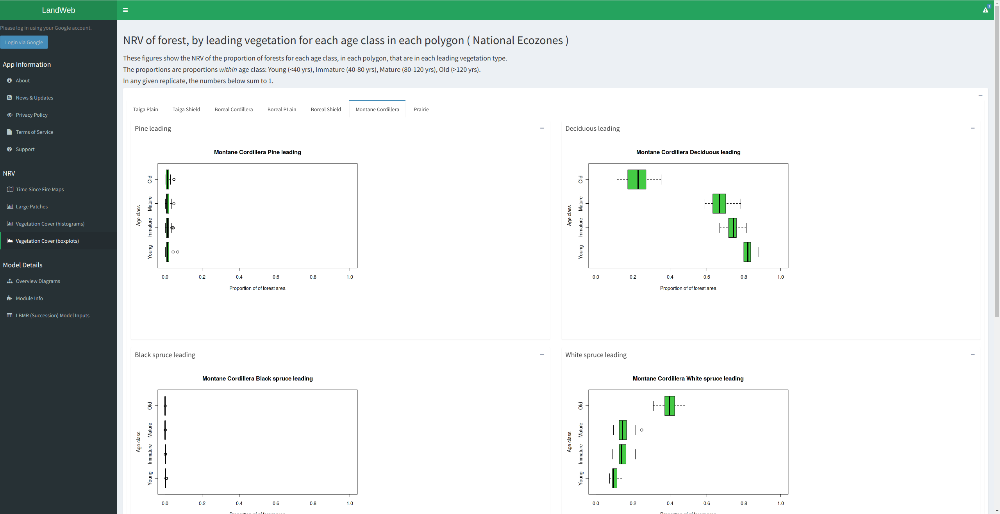 LandWeb
2
Please log in using your Google account.
Login via Google
App Information
About
News & Updates
Privacy Policy
Terms of Service
Support
NRV
Time Since Fire Maps
Large Patches
Vegetation Cover (histograms)
Vegetation Cover (boxplots)
Model Details
Overview Diagrams
Module Info
LBMR (Succession) Model Inputs
NRV of forest, by leading vegetation for each age class in each polygon ( National Ecozones )
These figures show the NRV of the proportion of forests for each age class, in each polygon, that are in each leading vegetation type.
The proportions are proportions within age class: Young (<40 yrs), Immature (40-80 yrs), Mature (80-120 yrs), Old (>120 yrs).
In any given replicate, the numbers below sum to 1.
Taiga Plain Taiga Shield Boreal Cordillera Boreal PLain Boreal Shield Montane Cordillera Prairie
Pine leading
Montane Cordillera Pine leading
Age class
Old
Mature
Immature
Young
0.0 0.2 0.4 0.6 0.8 1.0
Proportion of of forest area
Deciduous leading
Montane Cordillera Deciduous leading
Age class
Old
Mature
Immature
Young
0.0 0.2 0.4 0.6 0.8 1.0
Proportion of of forest area
Black spruce leading
Montane Cordillera Black spruce leading
Age class
Old
Mature
Immature
Young
0.0 0.2 0.4 0.6 0.8 1.0
Proportion of of forest area
White spruce leading
Montane Cordillera White spruce leading
Age class
Old
Mature
Immature
Young
0.0 0.2 0.4 0.6 0.8 1.0
Proportion of of forest area